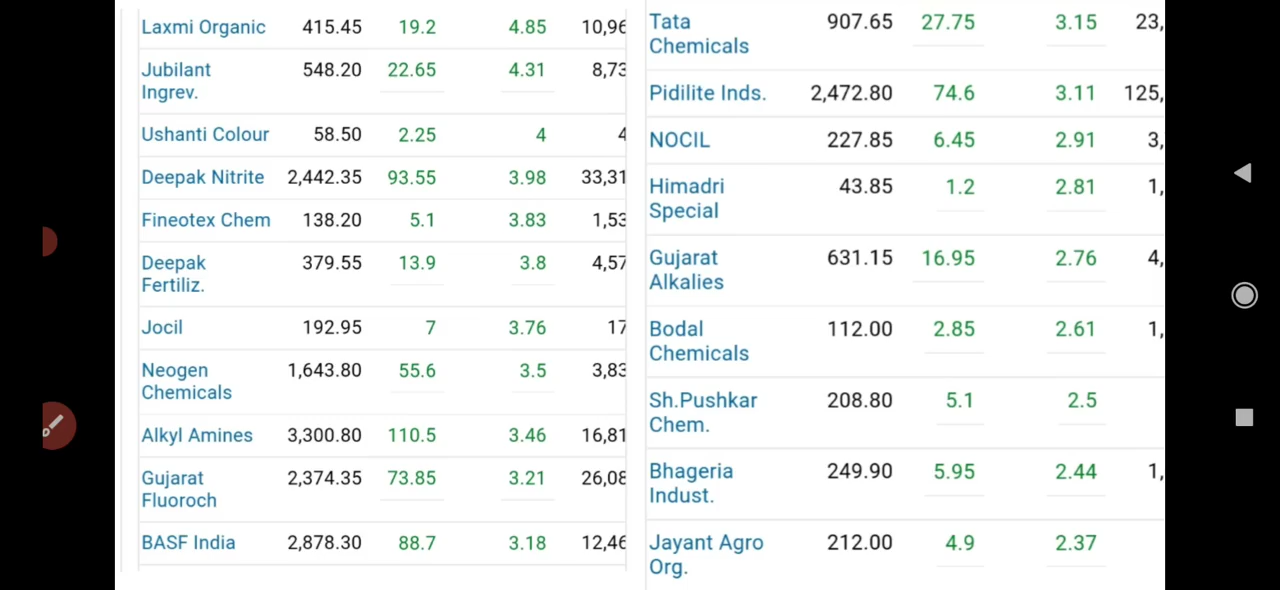 Laxmi Organic 415.45 19.2 4.85 10,96
Jubilant 548.20 22.65 4.31 8,73
Ingrev.
Ushanti Colour 58.50 2.25 4 4
Deepak Nitrite 2,442.35 93.55 3.98 33,31
Fineotex Chem 138.20 5.1 3.83 1,53
Deepak 379.55 13.9 3.8 4,57
Fertiliz.
Jocil 192.95 7 3.76 17
Neogen 1,643.80 55.6 3.5 3,83
Chemicals
Alkyl Amines 3,300.80 110.5 3.46 16,81
Gujarat 2,374.35 73.85 3.21 26,08
Fluoroch
BASF India 2,878.30 88.7 3.18 12,46
Tata 907.65 27.75 3.15 23,
Chemicals
Pidilite Inds. 2,472.80 74.6 3.11 125,
NOCIL 227.85 6.45 2.91 3,
Himadri 43.85 1.2 2.81 1,
Special
Gujarat 631.15 16.95 2.76 4,
Alkalies
Bodal 112.00 2.85 2.61 1,
Chemicals
Sh.Pushkar 208.80 5.1 2.5
Chem.
Bhageria 249.90 5.95 2.44 1,
Indust.
Jayant Agro 212.00 4.9 2.37
Org.